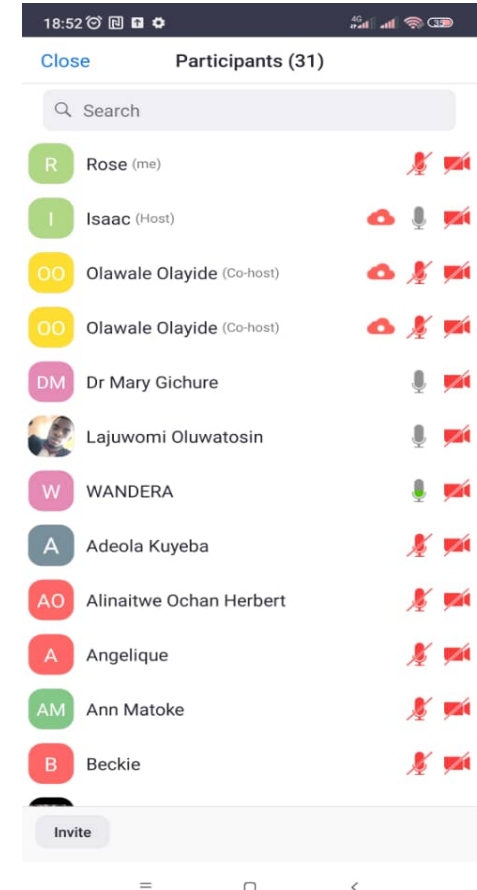 18:52 4G 33
Close Participants (31)
Search
R Rose (me)
I Isaac (Host)
OO Olawale Olayide (Co-host)
OO Olawale Olayide (Co-host)
DM Dr Mary Gichure
Lajuwomi Oluwatosin
W WANDERA
A Adeola Kuyeba
AO Alinaitwe Ochan Herbert
A Angelique
AM Ann Matoke
B Beckie
Invite